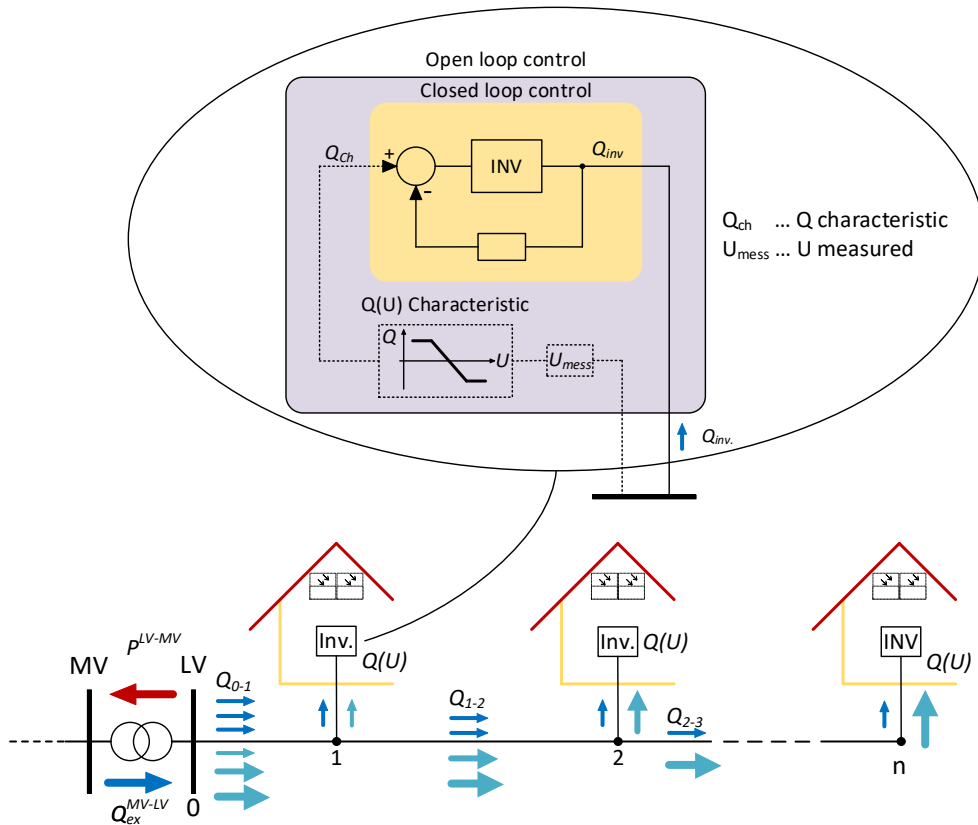 Open loop control
Closed loop control
Q_Ch
+
INV
Q_inv
−
Q_ch ... Q characteristic
U_mess ... U measured
Q(U) Characteristic
Q
U
U_mess
Q_inv.
P^LV-MV
MV
LV
Inv.
Q(U)
Inv.
Q(U)
INV
Q(U)
Q_0-1
Q_1-2
Q_2-3
1
2
n
Q_ex^MV-LV
0